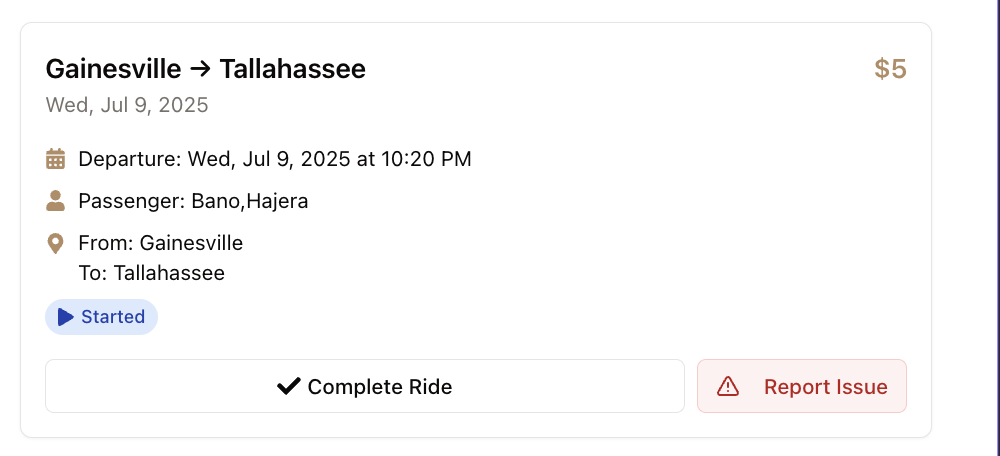 Gainesville → Tallahassee
$5
Wed, Jul 9, 2025
Departure: Wed, Jul 9, 2025 at 10:20 PM
Passenger: Bano,Hajera
From: Gainesville
To: Tallahassee
Started
Complete Ride
Report Issue